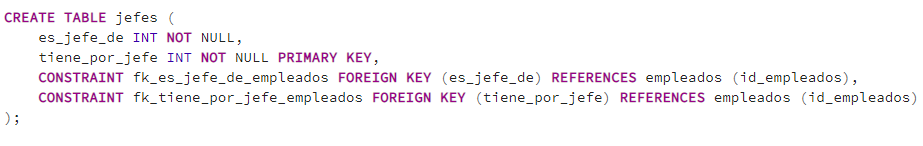 CREATE TABLE jefes (
    es_jefe_de INT NOT NULL,
    tiene_por_jefe INT NOT NULL PRIMARY KEY,
    CONSTRAINT fk_es_jefe_de_empleados FOREIGN KEY (es_jefe_de) REFERENCES empleados (id_empleados),
    CONSTRAINT fk_tiene_por_jefe_empleados FOREIGN KEY (tiene_por_jefe) REFERENCES empleados (id_empleados)
);